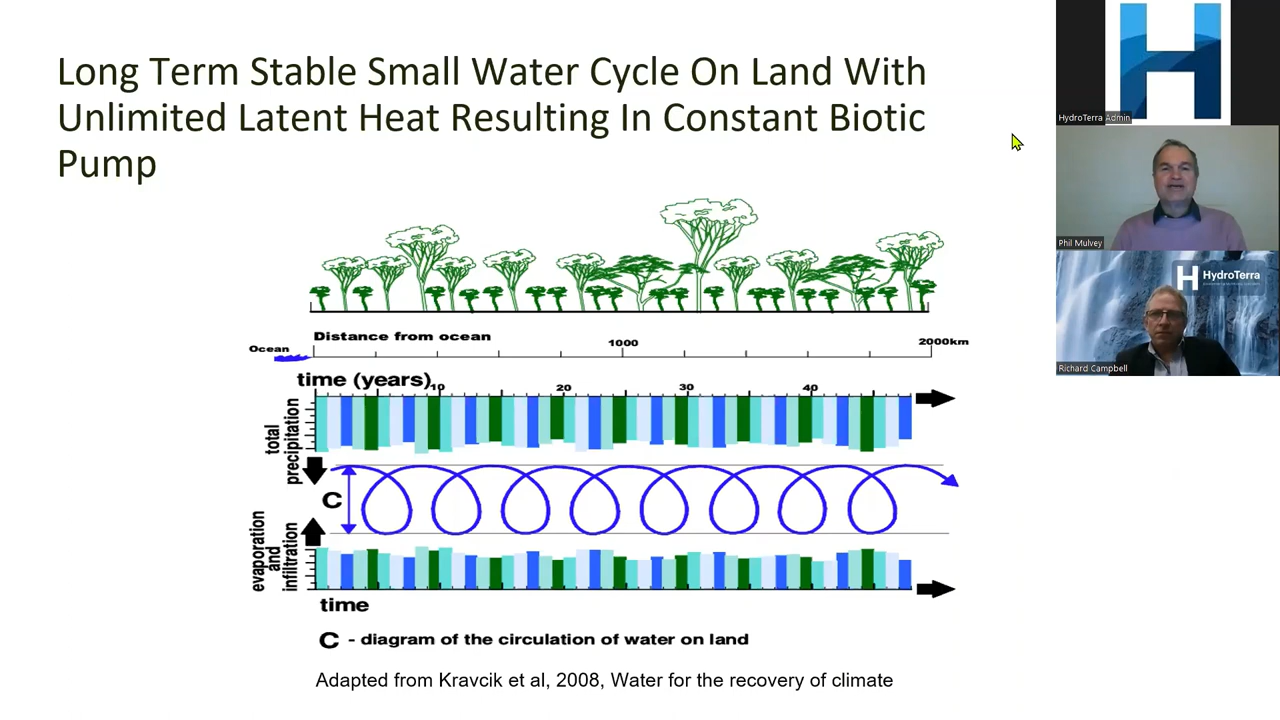 Long Term Stable Small Water Cycle On Land With
Unlimited Latent Heat Resulting In Constant Biotic
Pump
Distance from ocean
Ocean
1000
2000km
time (years)
10
20
30
40
total
precipitation
C
evaporation
and
infiltration
time
C - diagram of the circulation of water on land
Adapted from Kravcik et al, 2008, Water for the recovery of climate
H
HydroTerra Admin
Phil Mulvey
H HydroTerra
Richard Campbell